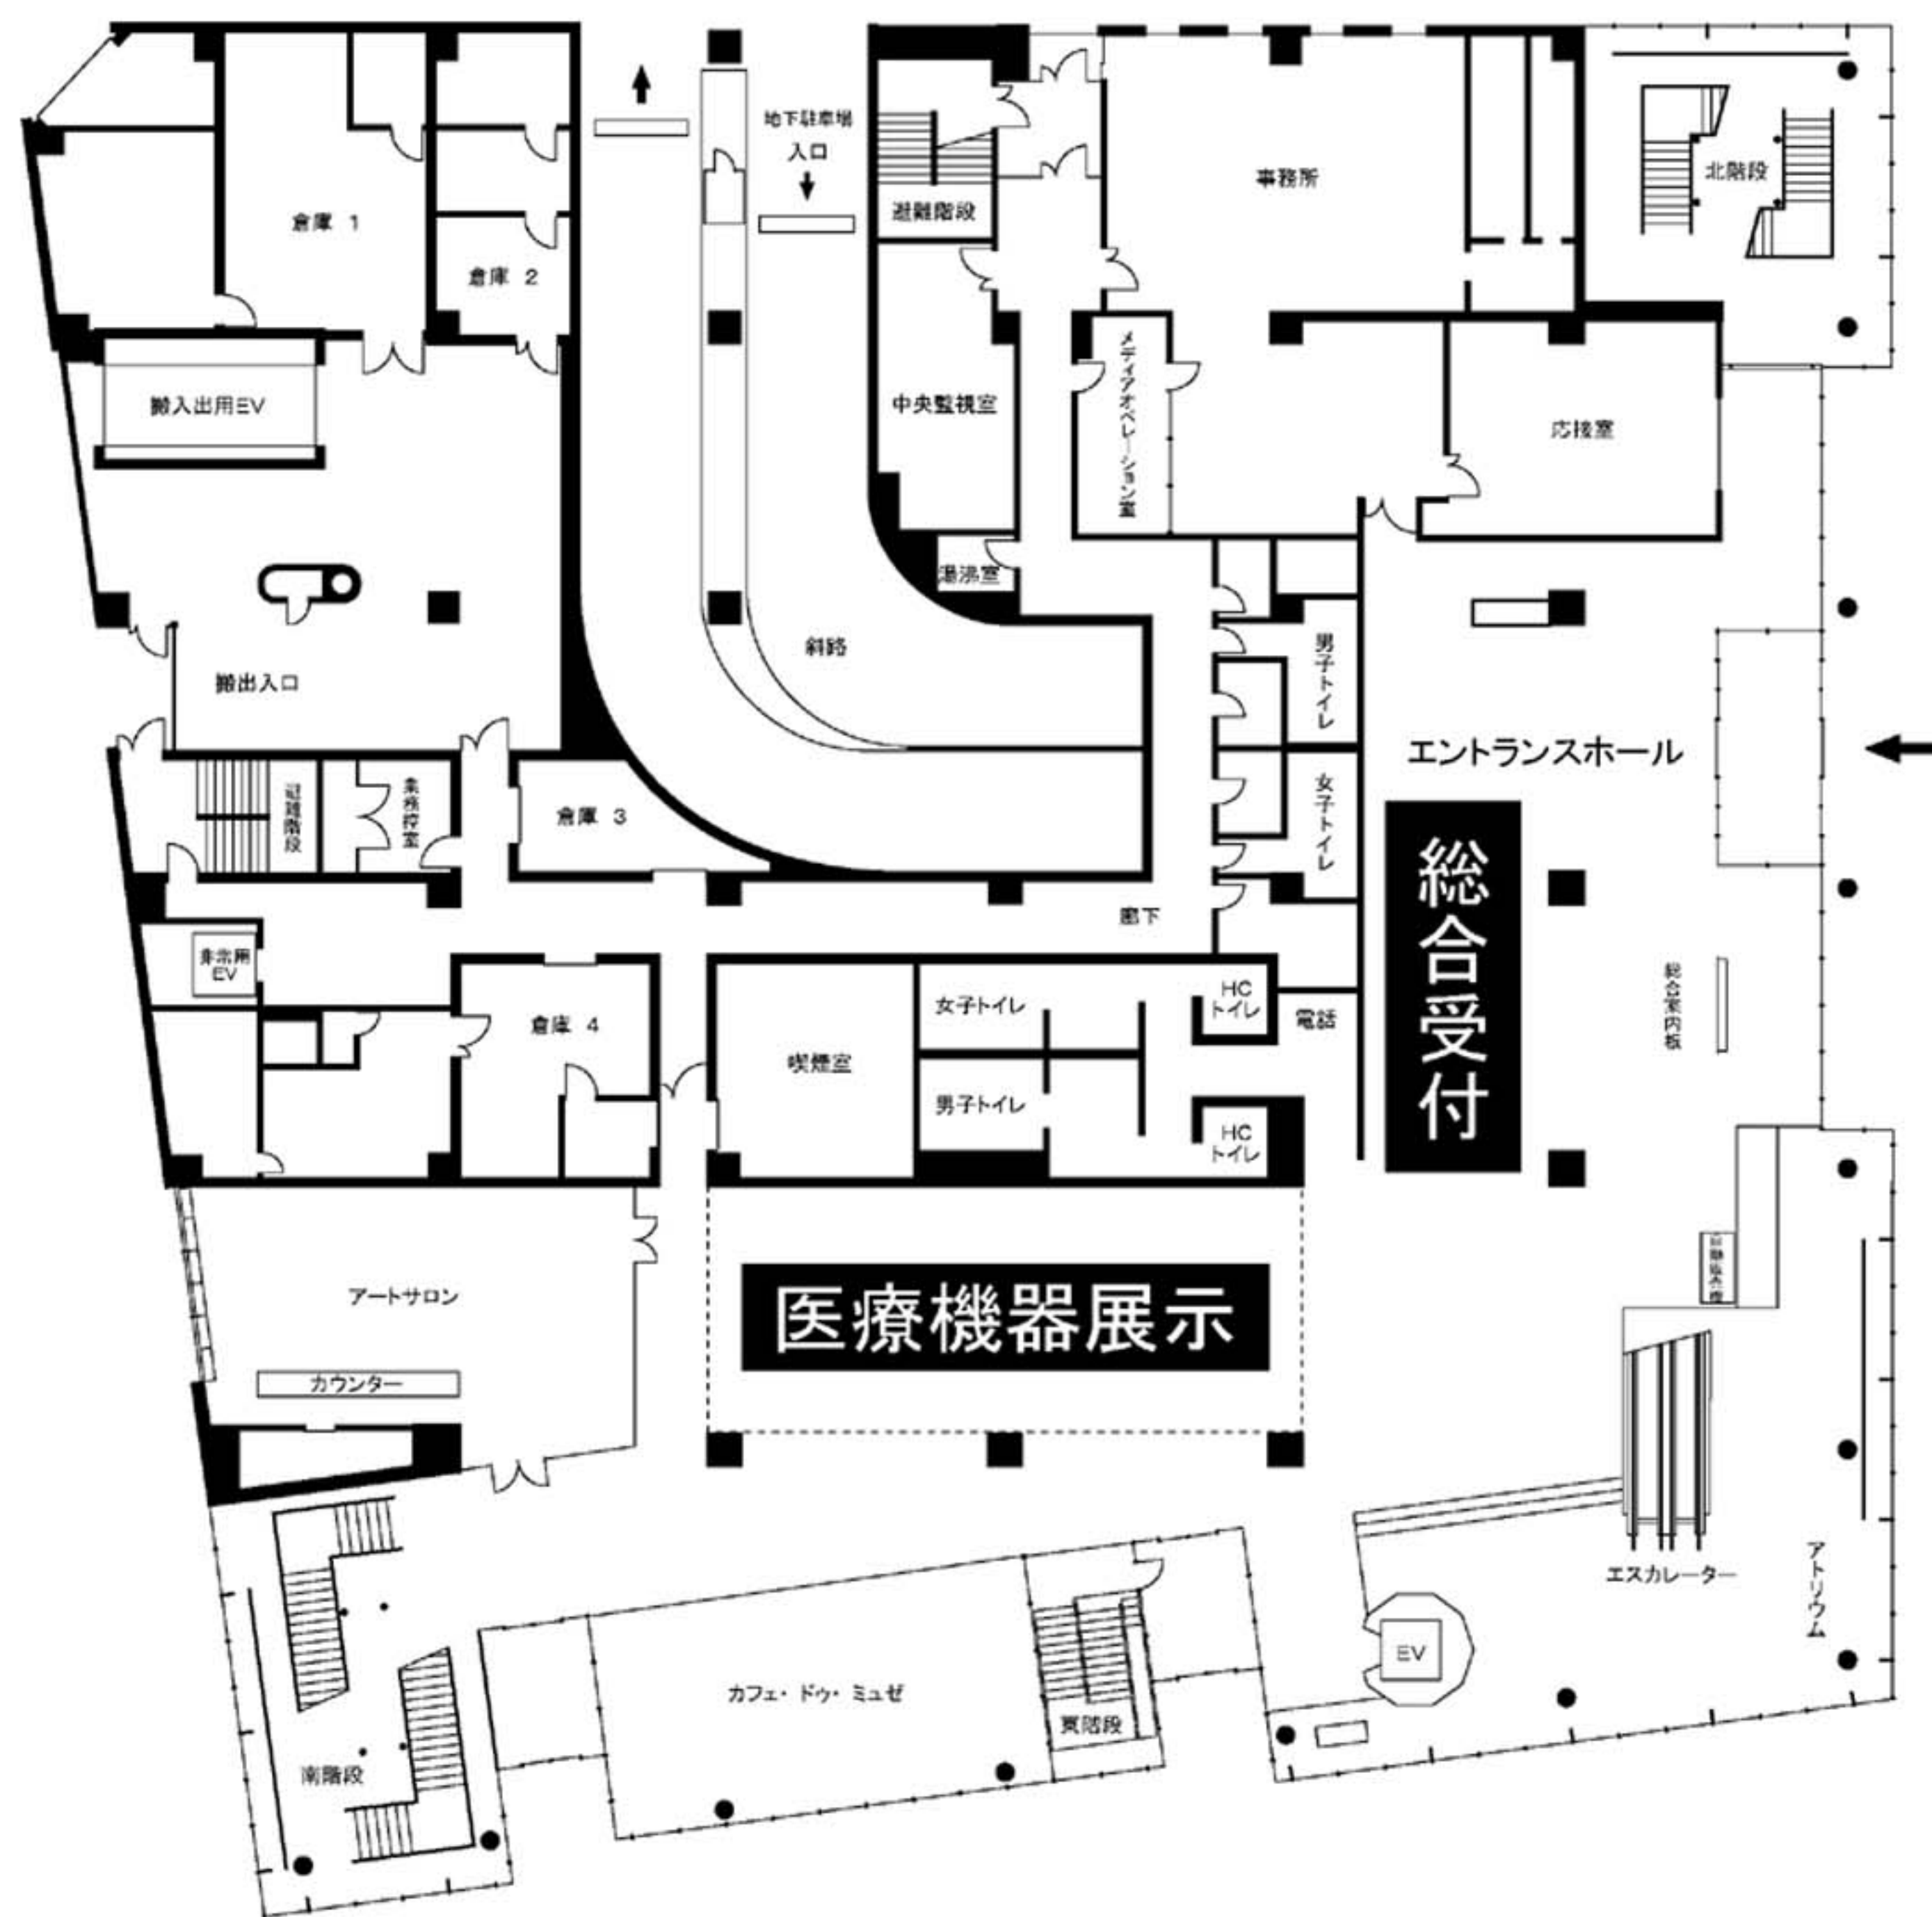 地下駐車場
入口
事務所
北階段
避難階段
倉庫 1
倉庫 2
搬入出用EV
中央監視室
メディアオペレーション室
応接室
湯沸室
斜路
男子トイレ
搬出入口
エントランスホール
女子トイレ
避難階段
業務控室
倉庫 3
総合受付
廊下
非常用
EV
総合案内板
倉庫 4
女子トイレ
HC
トイレ
電話
喫煙室
男子トイレ
HC
トイレ
自動販売機
アートサロン
医療機器展示
カウンター
エスカレーター
アトリウム
EV
カフェ・ドゥ・ミュゼ
東階段
南階段